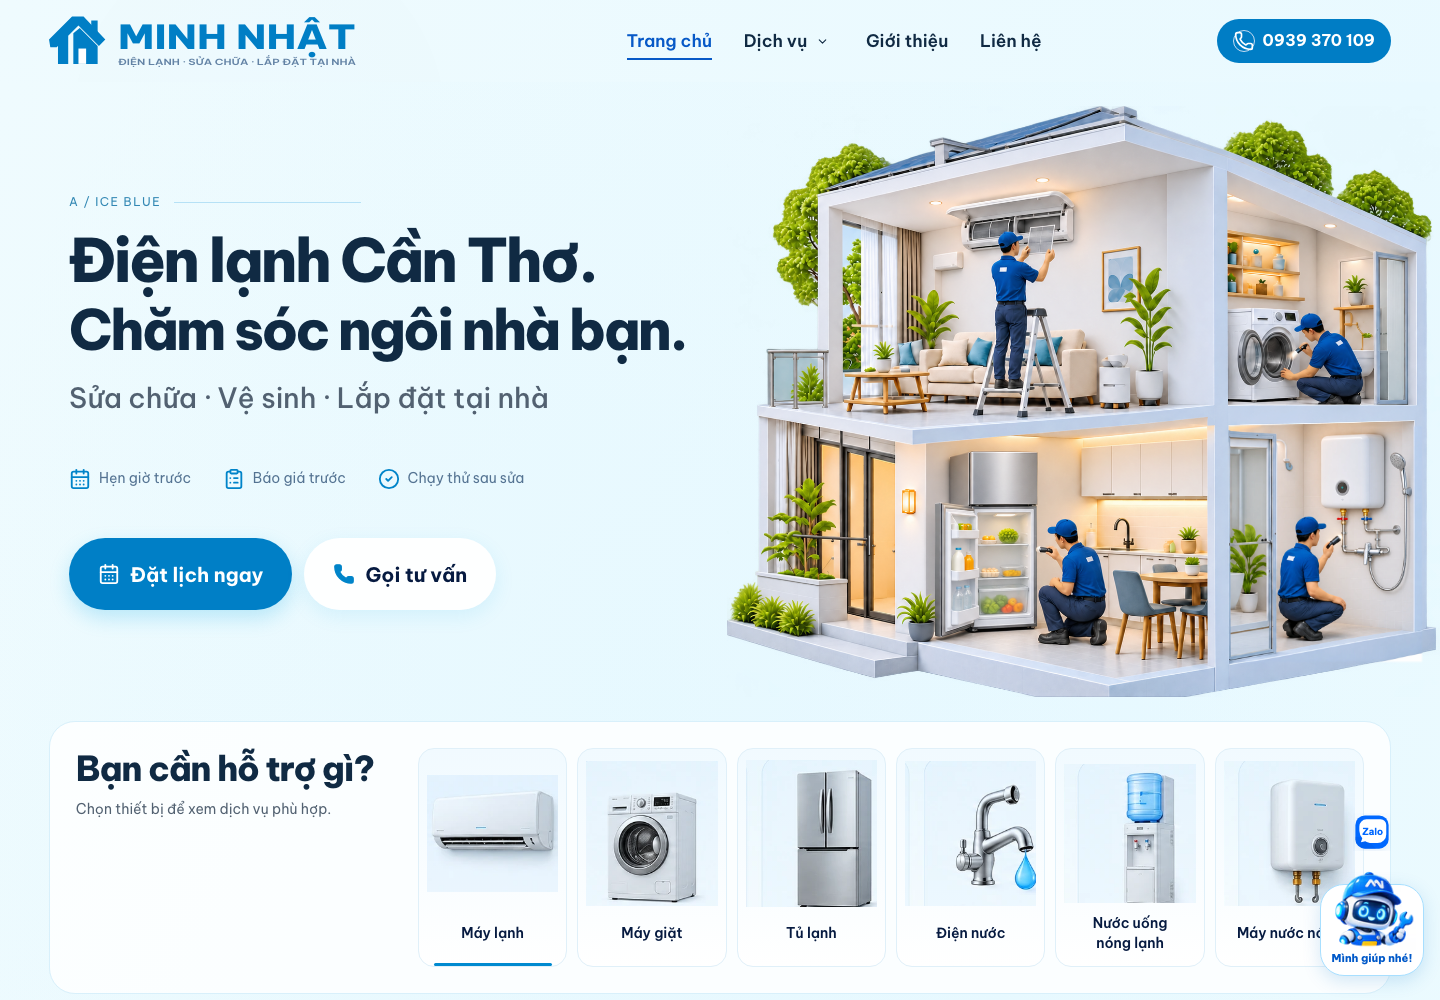 MINH NHẬT
ĐIỆN LẠNH · SỬA CHỮA · LẮP ĐẶT TẠI NHÀ
Trang chủ
Dịch vụ
Giới thiệu
Liên hệ
0939 370 109
A / ICE BLUE
Điện lạnh Cần Thơ.
Chăm sóc ngôi nhà bạn.
Sửa chữa · Vệ sinh · Lắp đặt tại nhà
Hẹn giờ trước
Báo giá trước
Chạy thử sau sửa
Đặt lịch ngay
Gọi tư vấn
Bạn cần hỗ trợ gì?
Chọn thiết bị để xem dịch vụ phù hợp.
Máy lạnh
Máy giặt
Tủ lạnh
Điện nước
Nước uống
nóng lạnh
Máy nước
Zalo
Mình giúp nhé!